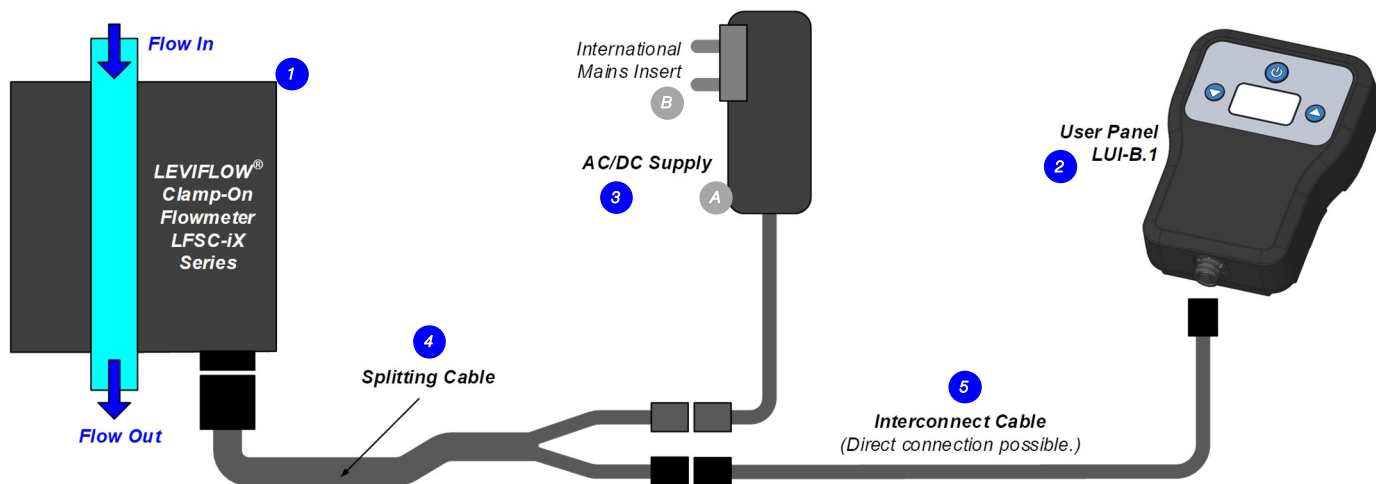 Flow In
1
LEVIFLOW®
Clamp-On
Flowmeter
LFSC-iX
Series
Flow Out
International
Mains Insert
B
AC/DC Supply
3
A
User Panel
LUI-B.1
2
4
Splitting Cable
5
Interconnect Cable
(Direct connection possible.)